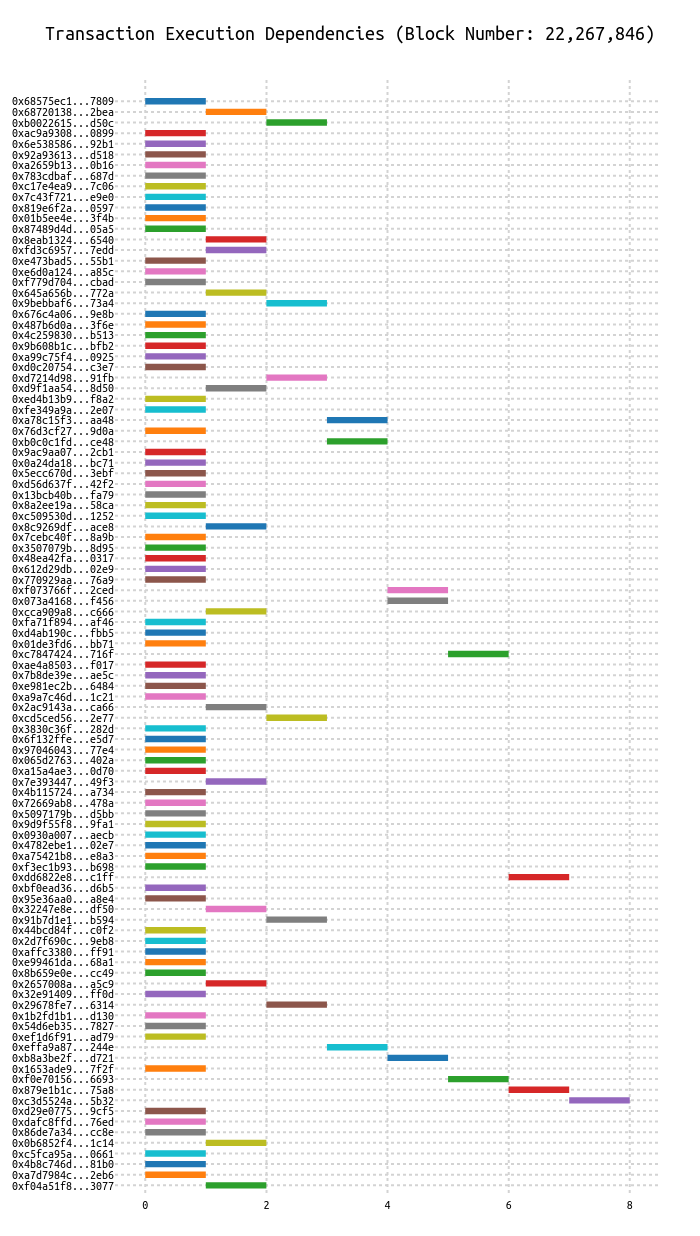 Transaction Execution Dependencies (Block Number: 22,267,846)
0x68575ec1...7809
0x68720138...2bea
0xb0022615...d50c
0xac9a9308...0899
0x6e538586...92b1
0x92a93613...d518
0xa2659b13...0b16
0x783cdbaf...687d
0xc17e4ea9...7c06
0x7c43f721...e9e0
0x819e6f2a...0597
0x01b5ee4e...3f4b
0x87489d4d...05a5
0x8eab1324...6540
0xfd3c6957...7edd
0xe473bad5...55b1
0xe6d0a124...a85c
0xf779d704...cbad
0x645a656b...772a
0x9bebbaf6...73a4
0x676c4a06...9e8b
0x487b6d0a...3f6e
0x4c259830...b513
0x9b608b1c...bfb2
0xa99c75f4...0925
0xd0c20754...c3e7
0xd7214d98...91fb
0xd9f1aa54...8d50
0xed4b13b9...f8a2
0xfe349a9a...2e07
0xa78c15f3...aa48
0x76d3cf27...9d0a
0xb0c0c1fd...ce48
0x9ac9aa07...2cb1
0x0a24da18...bc71
0x5ecc670d...3ebf
0xd56d637f...42f2
0x13bcb40b...fa79
0x8a2ee19a...58ca
0xc509530d...1252
0x8c9269df...ace8
0x7cebc40f...8a9b
0x3507079b...8d95
0x48ea42fa...0317
0x612d29db...02e9
0x770929aa...76a9
0xf073766f...2ced
0x073a4168...f456
0xcca909a8...c666
0xfa71f894...af46
0xd4ab190c...fbb5
0x01de3fd6...bb71
0xc7847424...716f
0xae4a8503...f017
0x7b8de39e...ae5c
0xe981ec2b...6484
0xa9a7c46d...1c21
0x2ac9143a...ca66
0xcd5ced56...2e77
0x3830c36f...282d
0x6f132ffe...e5d7
0x97046043...77e4
0x065d2763...402a
0xa15a4ae3...0d70
0x7e393447...49f3
0x4b115724...a734
0x72669ab8...478a
0x5097179b...d5bb
0x9d9f55f8...9fa1
0x0930a007...aecb
0x4782ebe1...02e7
0xa75421b8...e8a3
0xf3ec1b93...b698
0xdd6822e8...c1ff
0xbf0ead36...d6b5
0x95e36aa0...a8e4
0x32247e8e...df50
0x91b7d1e1...b594
0x44bcd84f...c0f2
0x2d7f690c...9eb8
0xaffc3380...ff91
0xe99461da...68a1
0x8b659e0e...cc49
0x2657008a...a5c9
0x32e91409...ff0d
0x29678fe7...6314
0x1b2fd1b1...d130
0x54d6eb35...7827
0xef1d6f91...ad79
0xeffa9a87...244e
0xb8a3be2f...d721
0x1653ade9...7f2f
0xf0e70156...6693
0x879e1b1c...75a8
0xc3d5524a...5b32
0xd29e0775...9cf5
0xdafc8ffd...76ed
0x86de7a34...cc8e
0x0b6852f4...1c14
0xc5fca95a...0661
0x4b8c746d...81b0
0xa7d7984c...2eb6
0xf04a51f8...3077
0 2 4 6 8